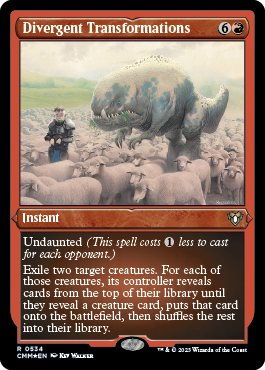 Divergent Transformations 6
Instant
Undaunted (This spell costs 1 less to cast
for each opponent.)
Exile two target creatures. For each of
those creatures, its controller reveals
cards from the top of their library until
they reveal a creature card, puts that card
onto the battlefield, then shuffles the rest
into their library.
R 0534
CMM★EN KEV WALKER
™ & © 2023 Wizards of the Coast